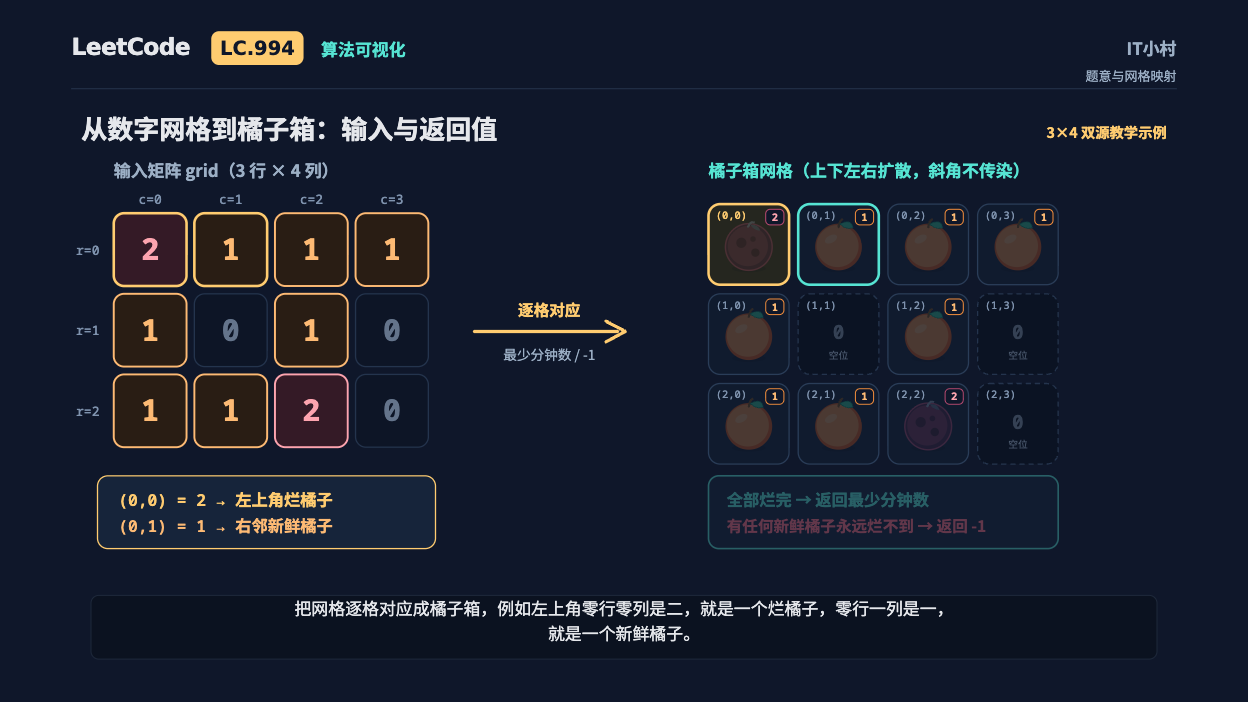 LeetCode LC.994 算法可视化
IT小村
题意与网格映射
从数字网格到橘子箱：输入与返回值
3×4 双源教学示例
输入矩阵 grid（3 行 × 4 列）
c=0 c=1 c=2 c=3
r=0 2 1 1 1
r=1 1 0 1 0
r=2 1 1 2 0
(0,0) = 2 → 左上角烂橘子
(0,1) = 1 → 右邻新鲜橘子
逐格对应
最少分钟数 / -1
橘子箱网格（上下左右扩散，斜角不传染）
(0,0) 2 (0,1) 1 (0,2) 1 (0,3) 1
(1,0) 1 (1,1) (1,2) 1 (1,3)
0 0
空位 空位
(2,0) 1 (2,1) 1 (2,2) 2 (2,3)
0
空位
全部烂完 → 返回最少分钟数
有任何新鲜橘子永远烂不到 → 返回 -1
把网格逐格对应成橘子箱，例如左上角零行零列是二，就是一个烂橘子，零行一列是一，
就是一个新鲜橘子。